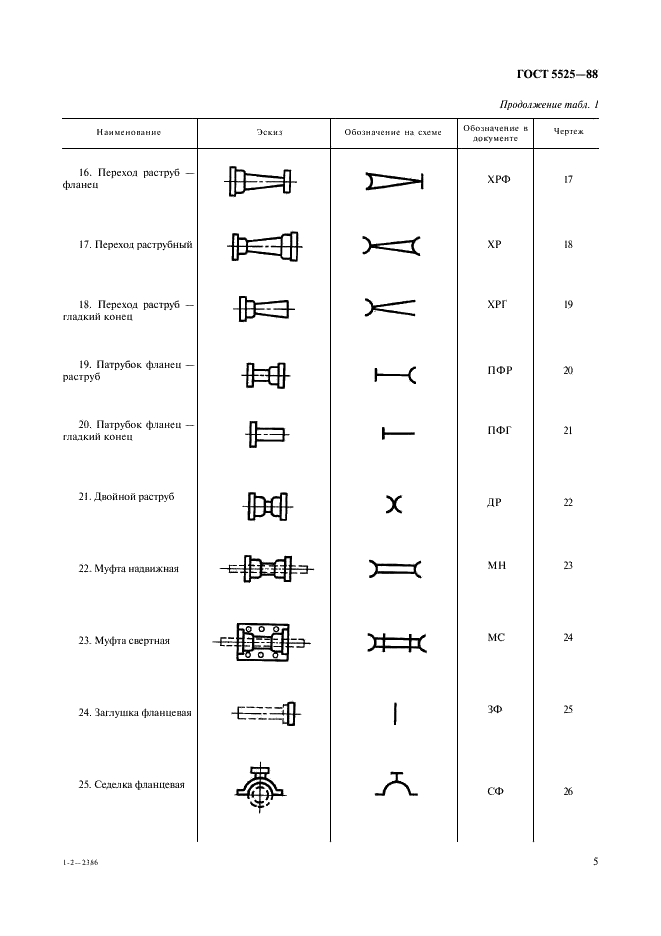 ГОСТ 5525—88
Продолжение табл. 1
Наименование
Эскиз
Обозначение на схеме
Обозначение в
документе
Чертеж
16. Переход раструб —
фланец
ХРФ
17
17. Переход раструбный
ХР
18
18. Переход раструб —
гладкий конец
ХРГ
19
19. Патрубок фланец —
раструб
ПФР
20
20. Патрубок фланец —
гладкий конец
ПФГ
21
21. Двойной раструб
ДР
22
22. Муфта надвижная
МН
23
23. Муфта свертная
МС
24
24. Заглушка фланцевая
ЗФ
25
25. Седелка фланцевая
СФ
26
1-2—2386
5